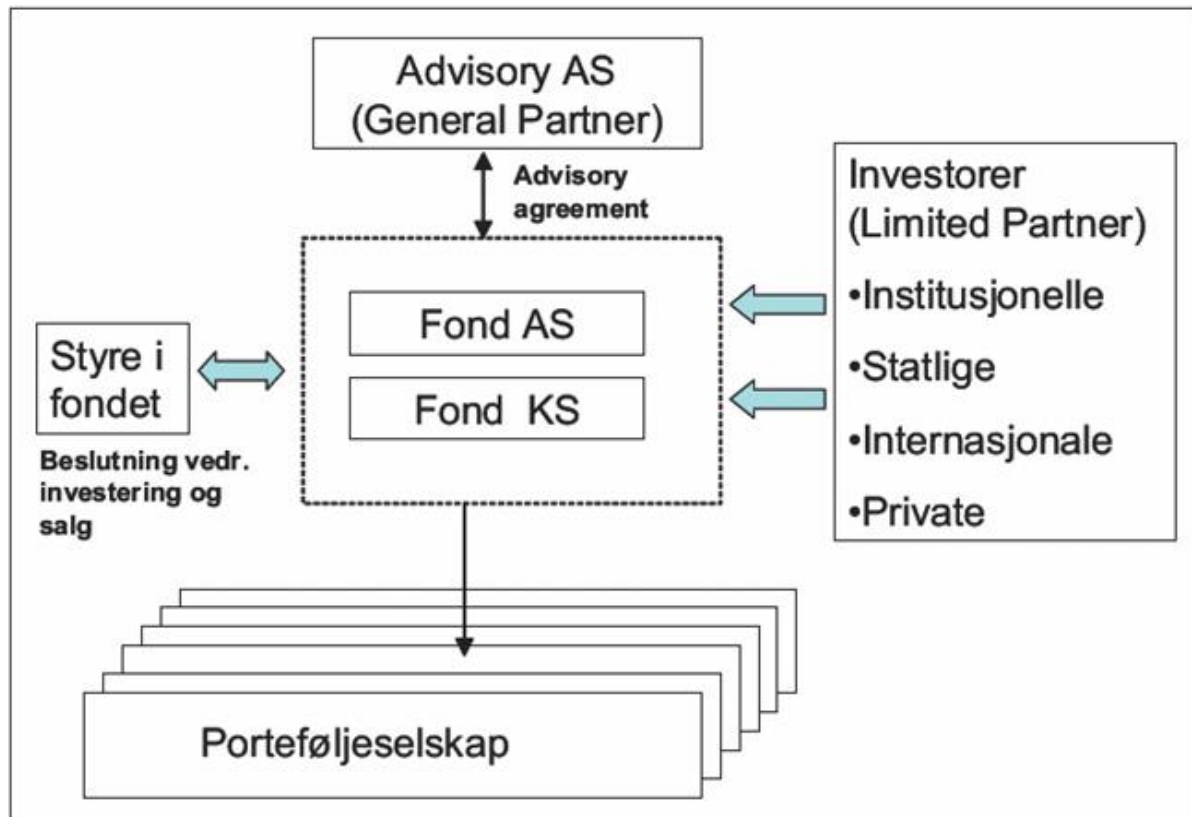 Advisory AS
(General Partner)
Advisory
agreement
Investorer
(Limited Partner)
•Institusjonelle
•Statlige
•Internasjonale
•Private
Fond AS
Fond KS
Styre i
fondet
Beslutning vedr.
investering og
salg
Porteføljeselskap